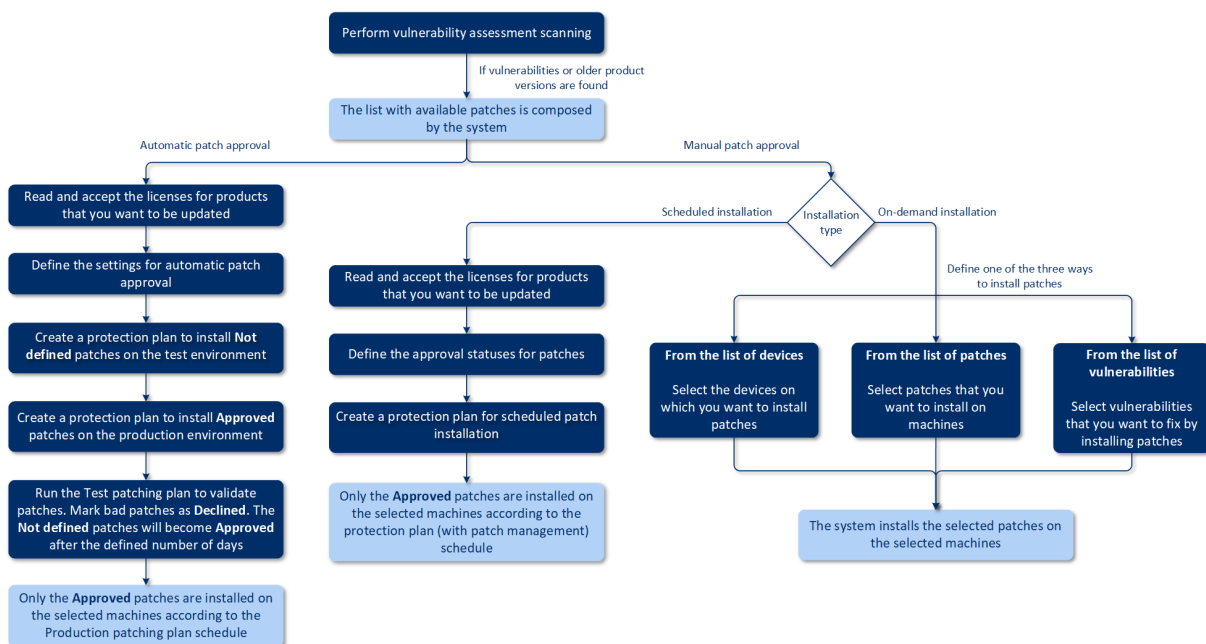 Perform vulnerability assessment scanning
If vulnerabilities or older product
versions are found
The list with available patches is composed
by the system
Automatic patch approval
Manual patch approval
Read and accept the licenses for products
that you want to be updated
Define the settings for automatic patch
approval
Create a protection plan to install Not
defined patches on the test environment
Create a protection plan to install Approved
patches on the production environment
Run the Test patching plan to validate
patches. Mark bad patches as Declined. The
Not defined patches will become Approved
after the defined number of days
Only the Approved patches are installed on
the selected machines according to the
Production patching plan schedule
Installation
type
Scheduled installation
On-demand installation
Read and accept the licenses for products
that you want to be updated
Define the approval statuses for patches
Create a protection plan for scheduled patch
installation
Only the Approved patches are installed on
the selected machines according to the
protection plan (with patch management)
schedule
Define one of the three ways
to install patches
From the list of devices
Select the devices on
which you want to install
patches
From the list of patches
Select patches that you
want to install on
machines
From the list of
vulnerabilities
Select vulnerabilities
that you want to fix by
installing patches
The system installs the selected patches on
the selected machines